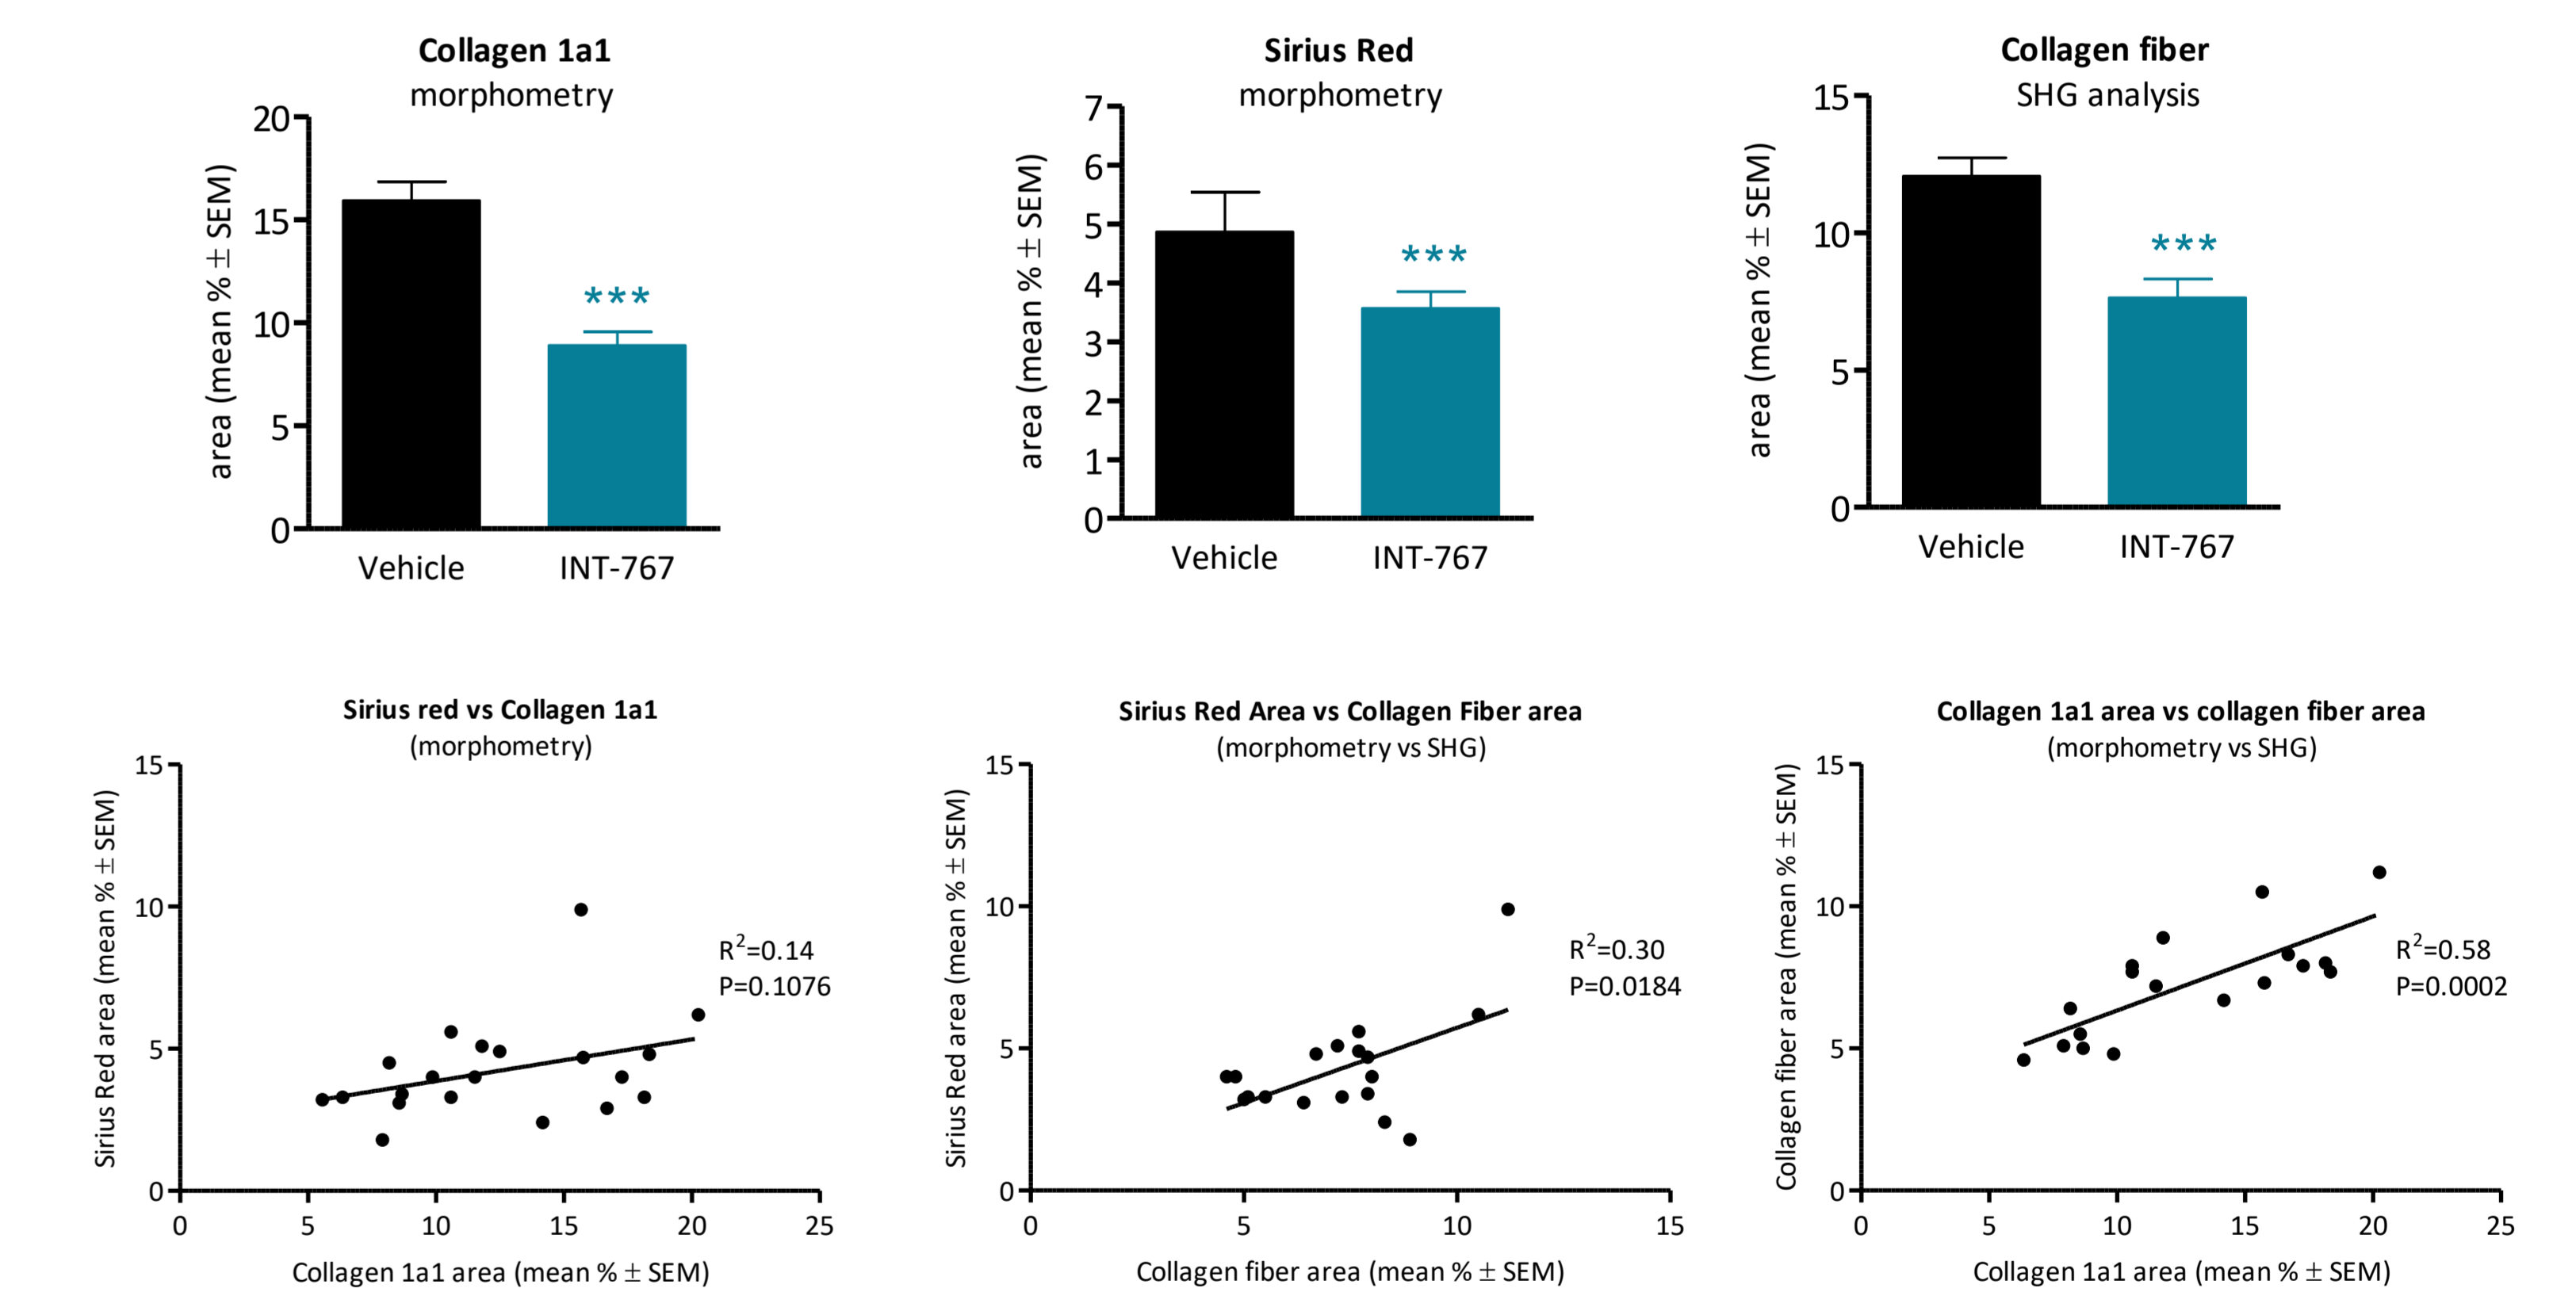 Collagen 1a1
morphometry
area (mean % ± SEM)
20
15
10
5
0
***
Vehicle
INT-767
Sirius Red
morphometry
area (mean % ± SEM)
7
6
5
4
3
2
1
0
***
Vehicle
INT-767
Collagen fiber
SHG analysis
area (mean % ± SEM)
15
10
5
0
***
Vehicle
INT-767
Sirius red vs Collagen 1a1
(morphometry)
Sirius Red area (mean % ± SEM)
15
10
5
0
R²=0.14
P=0.1076
0 5 10 15 20 25
Collagen 1a1 area (mean % ± SEM)
Sirius Red Area vs Collagen Fiber area
(morphometry vs SHG)
Sirius Red area (mean % ± SEM)
15
10
5
0
R²=0.30
P=0.0184
0 5 10 15
Collagen fiber area (mean % ± SEM)
Collagen 1a1 area vs collagen fiber area
(morphometry vs SHG)
Collagen fiber area (mean % ± SEM)
15
10
5
0
R²=0.58
P=0.0002
0 5 10 15 20 25
Collagen 1a1 area (mean % ± SEM)